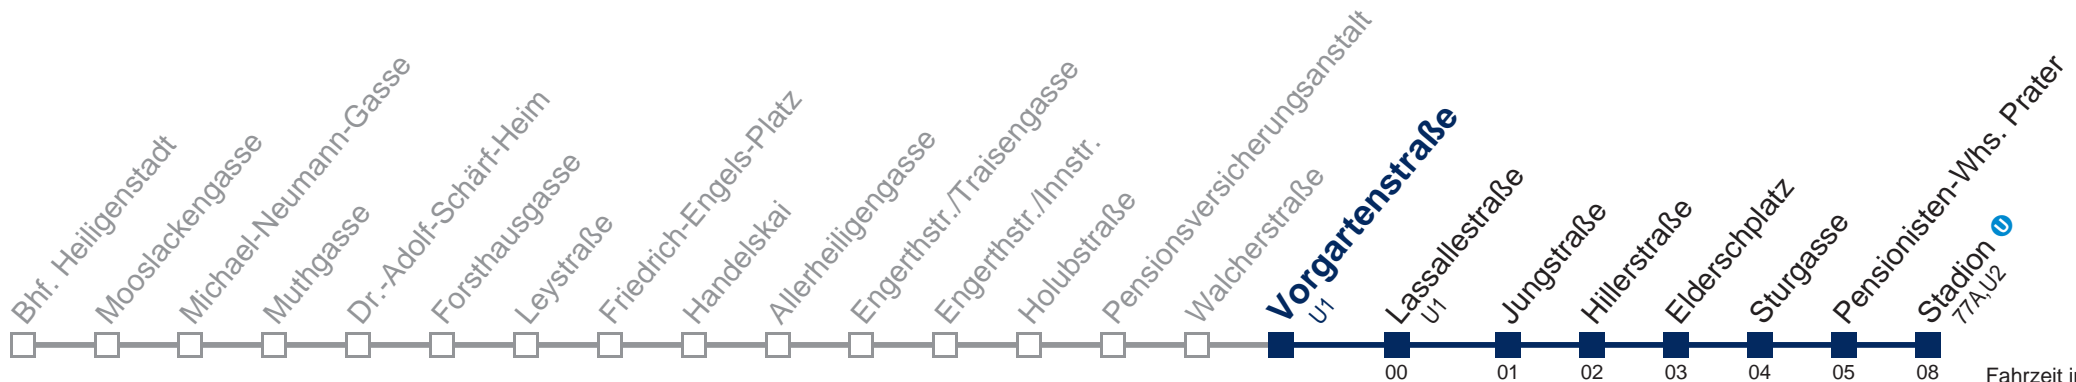 Bhf. Heiligenstadt
Mooslackengasse
Michael-Neumann-Gasse
Muthgasse
Dr.-Adolf-Schärf-Heim
Forsthausgasse
Leystraße
Friedrich-Engels-Platz
Handelskai
Allerheiligengasse
Engerthstr./Traisengasse
Engerthstr./Innstr.
Holubstraße
Pensionsversicherungsanstalt
Walcherstraße
Vorgartenstraße
U1
Lassallestraße
U1
Jungstraße
Hillerstraße
Elderschplatz
Sturgasse
Pensionisten-Whs. Prater
Stadion U
77A,U2
00 01 02 03 04 05 08
Fahrzeit i